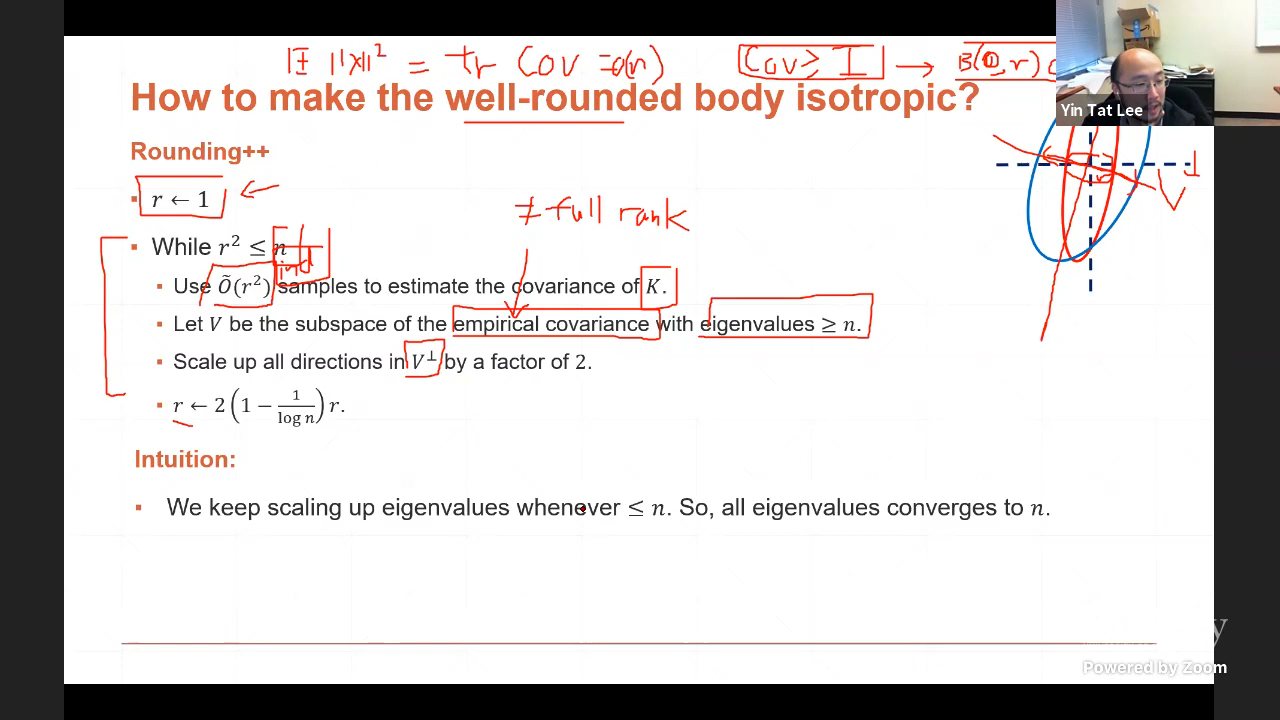 𝔼 ||x||² = tr Cov = O(n) Cov ≥ I → B(0, r)
How to make the well-rounded body isotropic?
Yin Tat Lee
Rounding++
▪ r ← 1
≠ full rank
V⊥
▪ While r² ≤ n
▪ Use Õ(r²) samples to estimate the covariance of K.
▪ Let V be the subspace of the empirical covariance with eigenvalues ≥ n.
▪ Scale up all directions in V⊥ by a factor of 2.
▪ r ← 2(1 − 1/log n)r.
Intuition:
▪ We keep scaling up eigenvalues whenever ≤ n. So, all eigenvalues converges to n.
Powered by Zoom